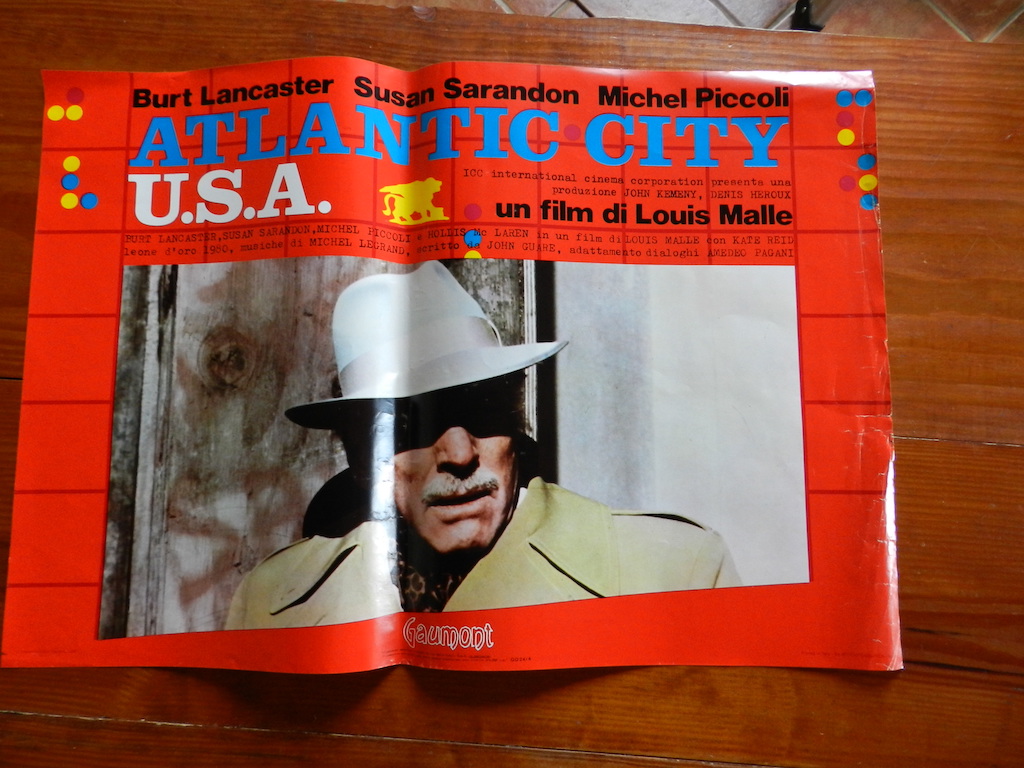 Burt Lancaster Susan Sarandon Michel Piccoli
ATLANTIC CITY
U.S.A.
ICC international cinema corporation presenta una
produzione JOHN KEMENY, DENIS HEROUX
un film di Louis Malle
BURT LANCASTER, SUSAN SARANDON, MICHEL PICCOLI e HOLLIS Mc LAREN in un film di LOUIS MALLE con KATE REID
leone d'oro 1980, musiche di MICHEL LEGRAND, scritto da JOHN GUARE, adattamento dialoghi AMEDEO PAGANI
Gaumont